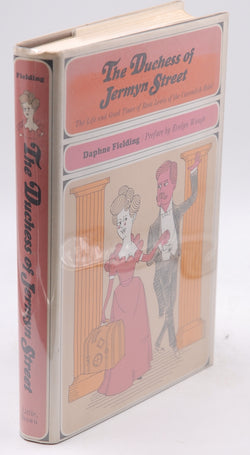 The Duchess of
Jermyn Street
The Life and Good Times of Rosa Lewis of the Cavendish Hotel
Daphne Fielding · Preface by Evelyn Waugh
Fielding
The Duchess of Jermyn Street